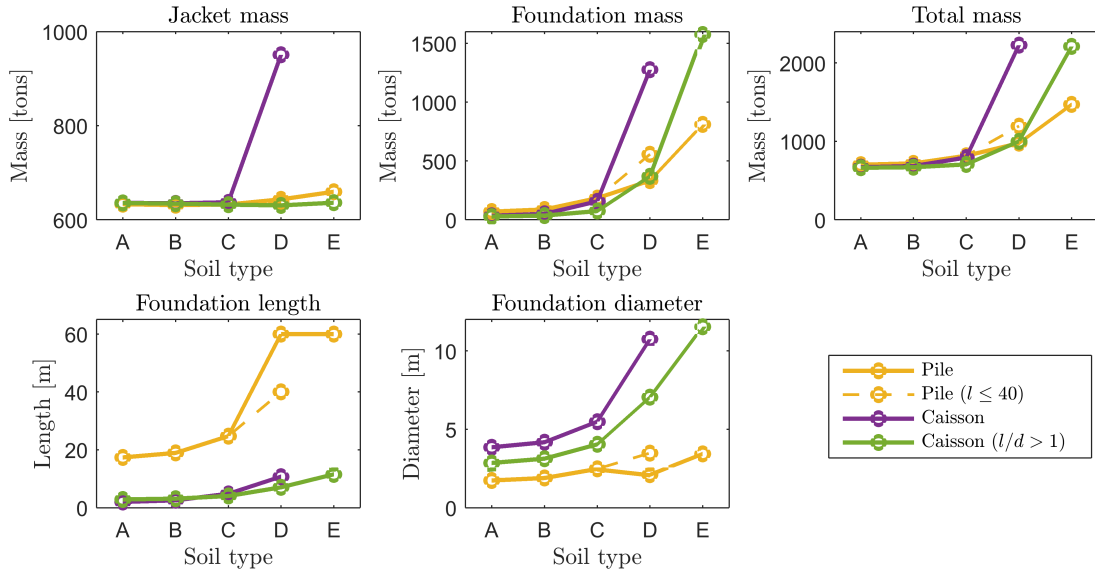 Jacket mass
1000
800
600
Mass [tons]
A B C D E
Soil type
Foundation mass
1500
1000
500
0
Mass [tons]
A B C D E
Soil type
Total mass
2000
1000
0
Mass [tons]
A B C D E
Soil type
Foundation length
60
40
20
0
Length [m]
A B C D E
Soil type
Foundation diameter
10
5
0
Diameter [m]
A B C D E
Soil type
Pile
Pile (l ≤ 40)
Caisson
Caisson (l/d > 1)